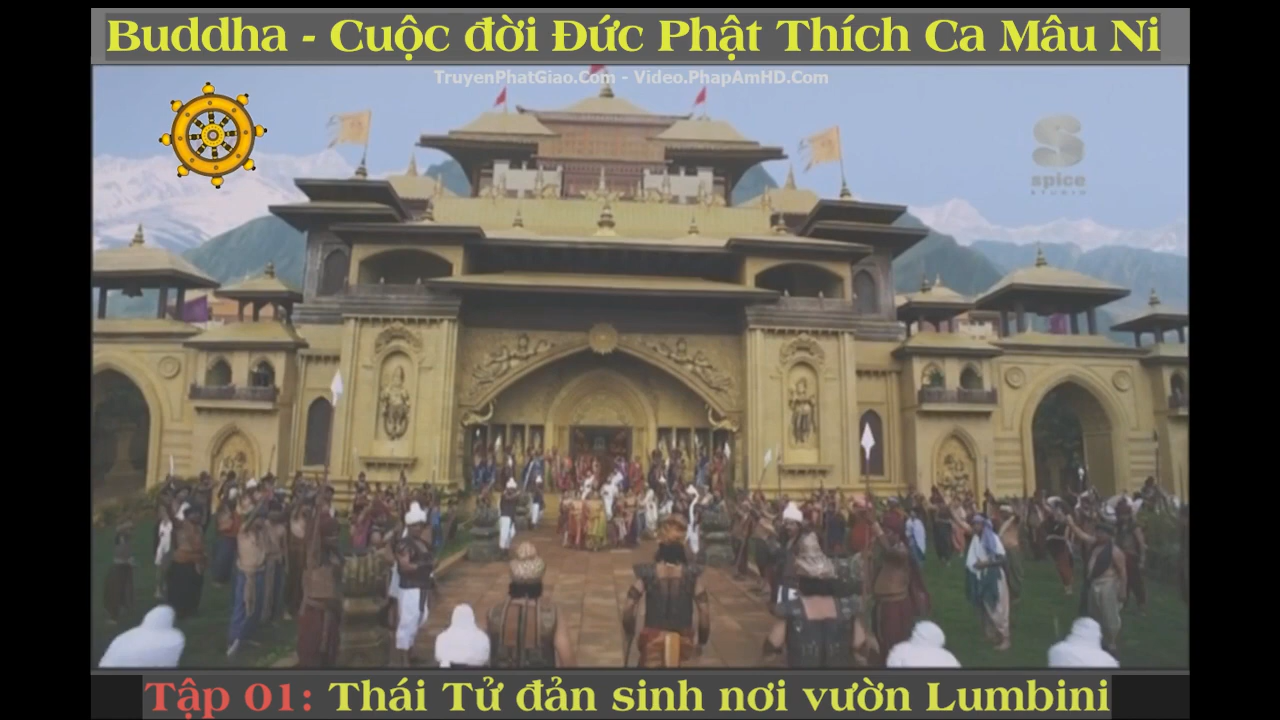 Buddha - Cuộc đời Đức Phật Thích Ca Mâu Ni
TruyenPhatGiao.Com - Video.PhapAmHD.Com
spice
STUDIO
Tập 01: Thái Tử đản sinh nơi vườn Lumbini